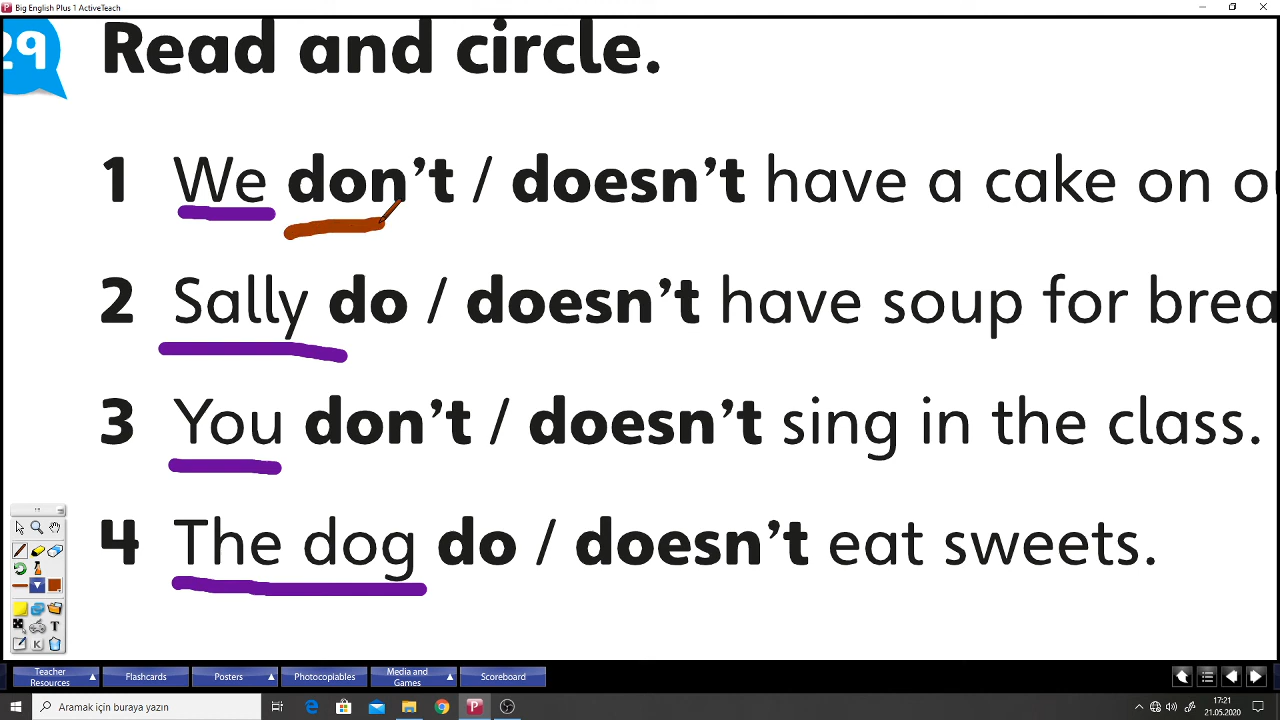 Big English Plus 1 ActiveTeach
29 Read and circle.
1 We don't / doesn't have a cake on o
2 Sally do / doesn't have soup for brea
3 You don't / doesn't sing in the class.
4 The dog do / doesn't eat sweets.
Teacher Resources
Flashcards
Posters
Photocopiables
Media and Games
Scoreboard
Aramak için buraya yazın
17:21
21.05.2020